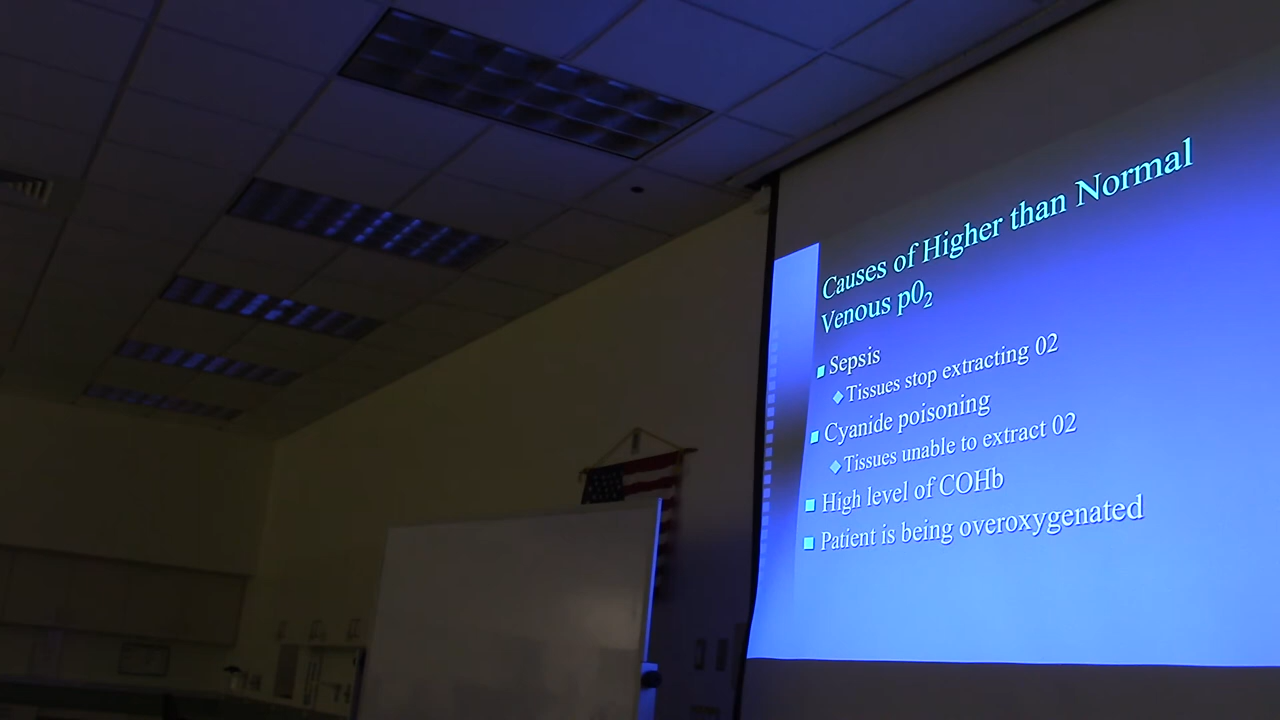 Causes of Higher than Normal
Venous p0₂
Sepsis
Tissues stop extracting 02
Cyanide poisoning
Tissues unable to extract 02
High level of COHb
Patient is being overoxygenated